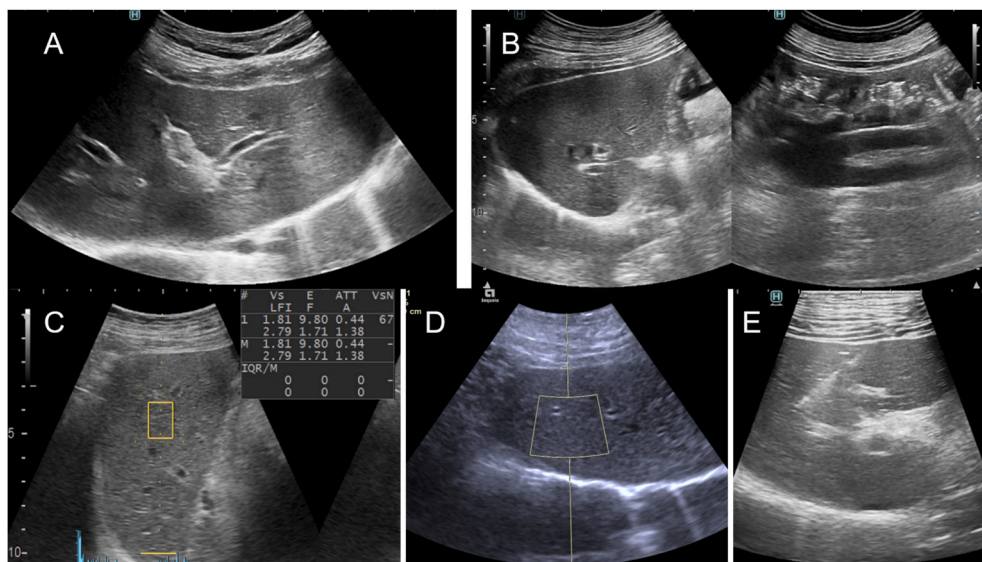 A
B
C
D
E
H
H
H
H
5
10
5
10
# Vs E ATT VsN
LFI F A
1 1.81 9.80 0.44 67
2.79 1.71 1.38
M 1.81 9.80 0.44 -
2.79 1.71 1.38
IQR/M
0 0 0 -
0 0 0
Sequoia
1
cm